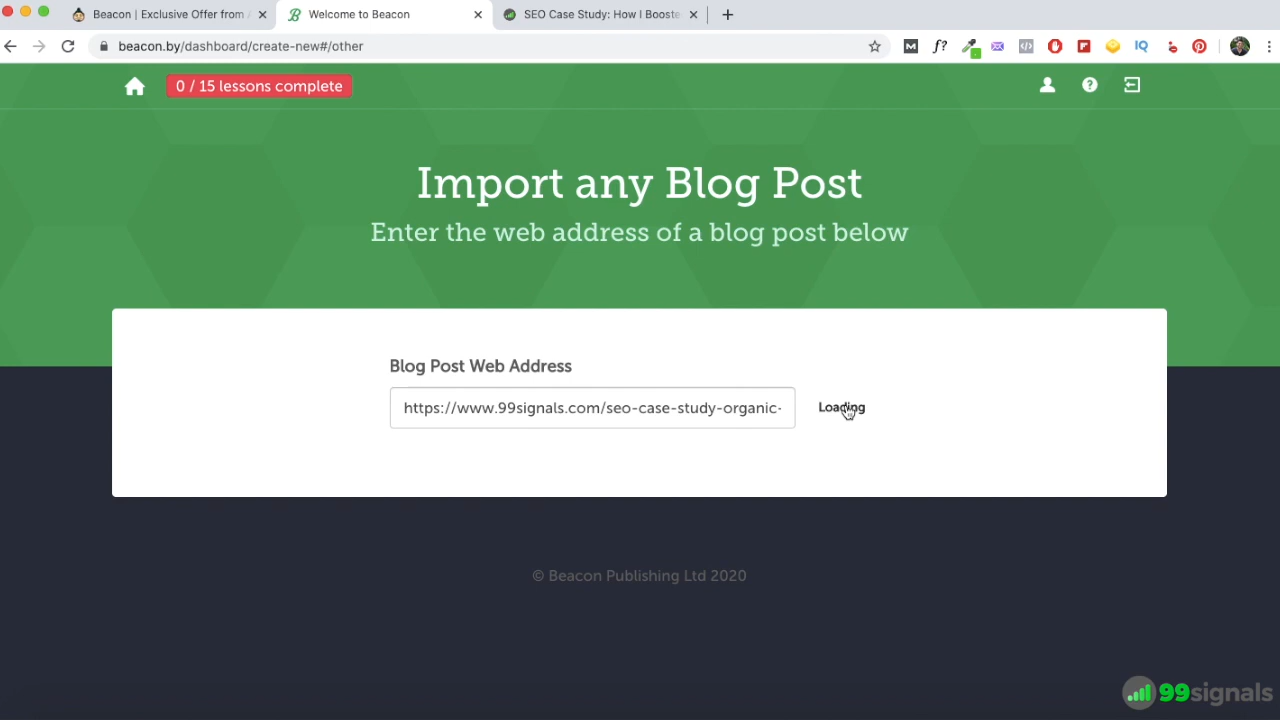 Beacon | Exclusive Offer from
Welcome to Beacon
SEO Case Study: How I Booste
beacon.by/dashboard/create-new#/other
M
f?
IQ
0 / 15 lessons complete
Import any Blog Post
Enter the web address of a blog post below
Blog Post Web Address
https://www.99signals.com/seo-case-study-organic-
Loading
© Beacon Publishing Ltd 2020
99signals